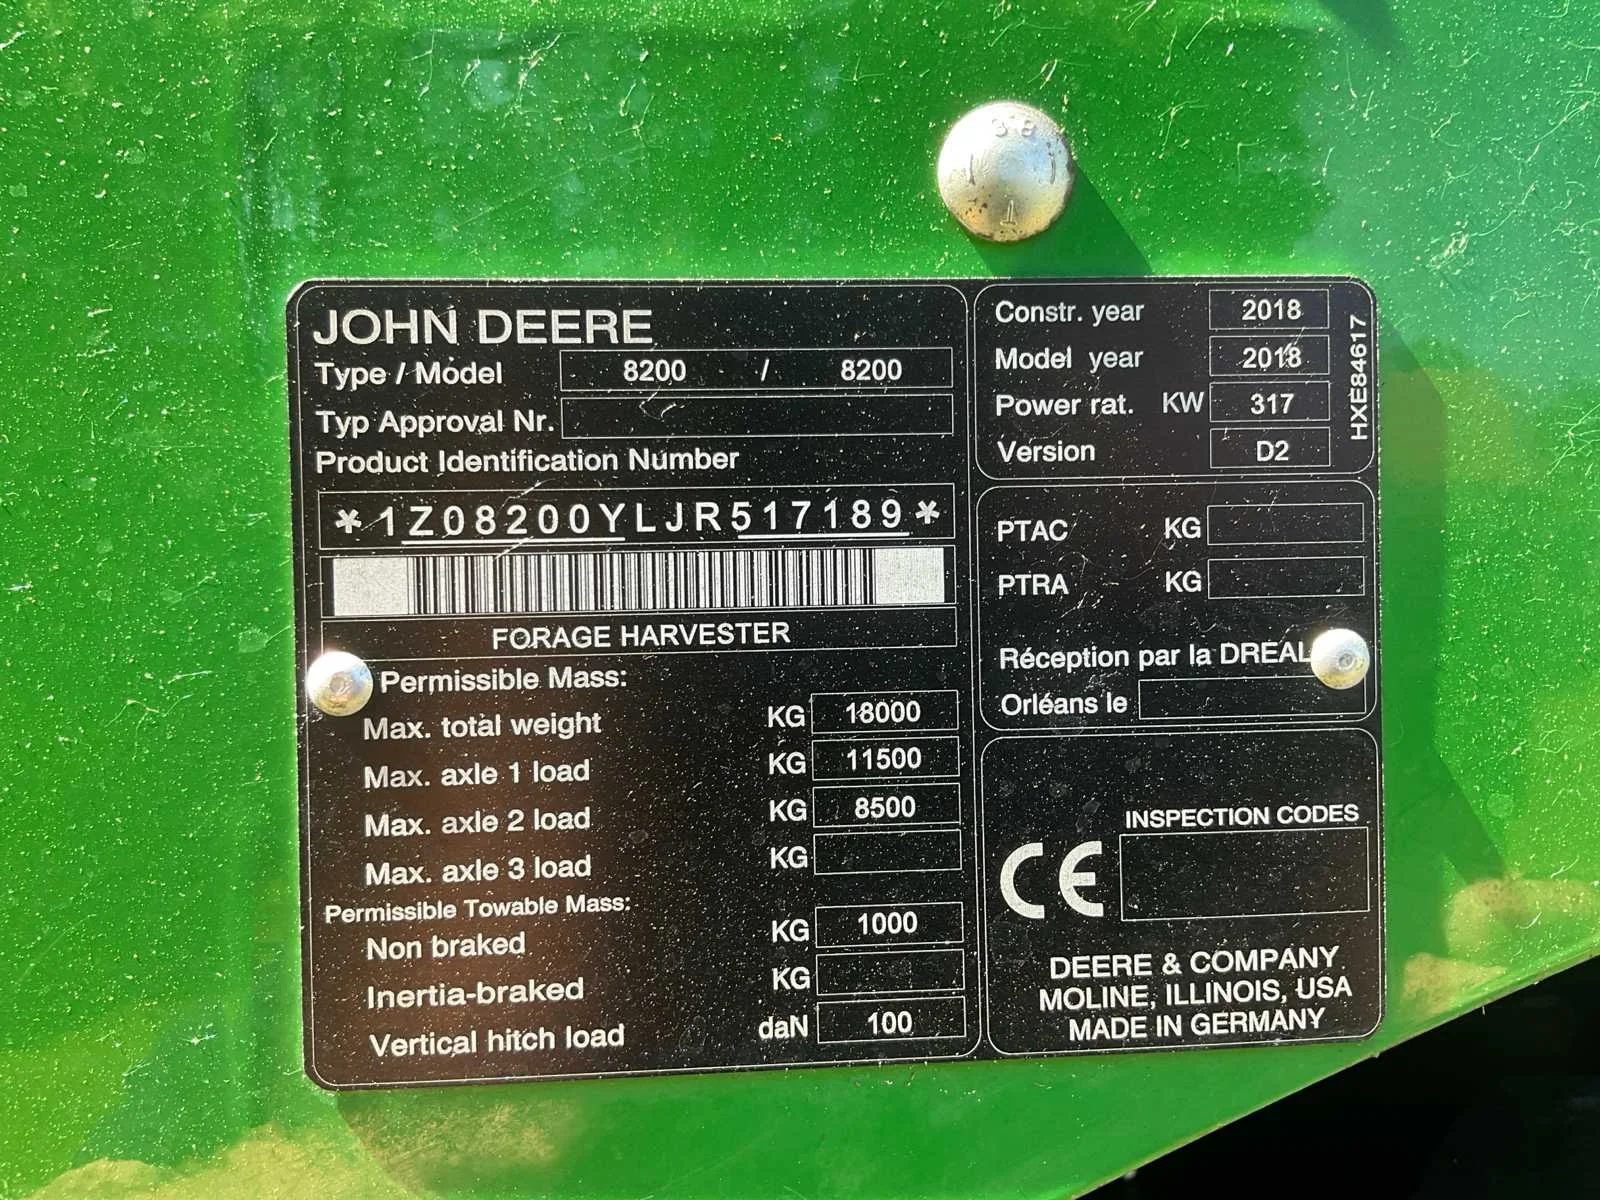 JOHN DEERE
Type / Model 8200 / 8200
Typ Approval Nr.
Product Identification Number
*1Z08200YLJR517189*
FORAGE HARVESTER
Permissible Mass:
Max. total weight KG 18000
Max. axle 1 load KG 11500
Max. axle 2 load KG 8500
Max. axle 3 load KG
Permissible Towable Mass:
Non braked KG 1000
Inertia-braked KG
Vertical hitch load daN 100
Constr. year 2018
Model year 2018
Power rat. KW 317
Version D2
HXE84617
PTAC KG
PTRA KG
Réception par la DREAL
Orléans le
INSPECTION CODES
CE
DEERE & COMPANY
MOLINE, ILLINOIS, USA
MADE IN GERMANY